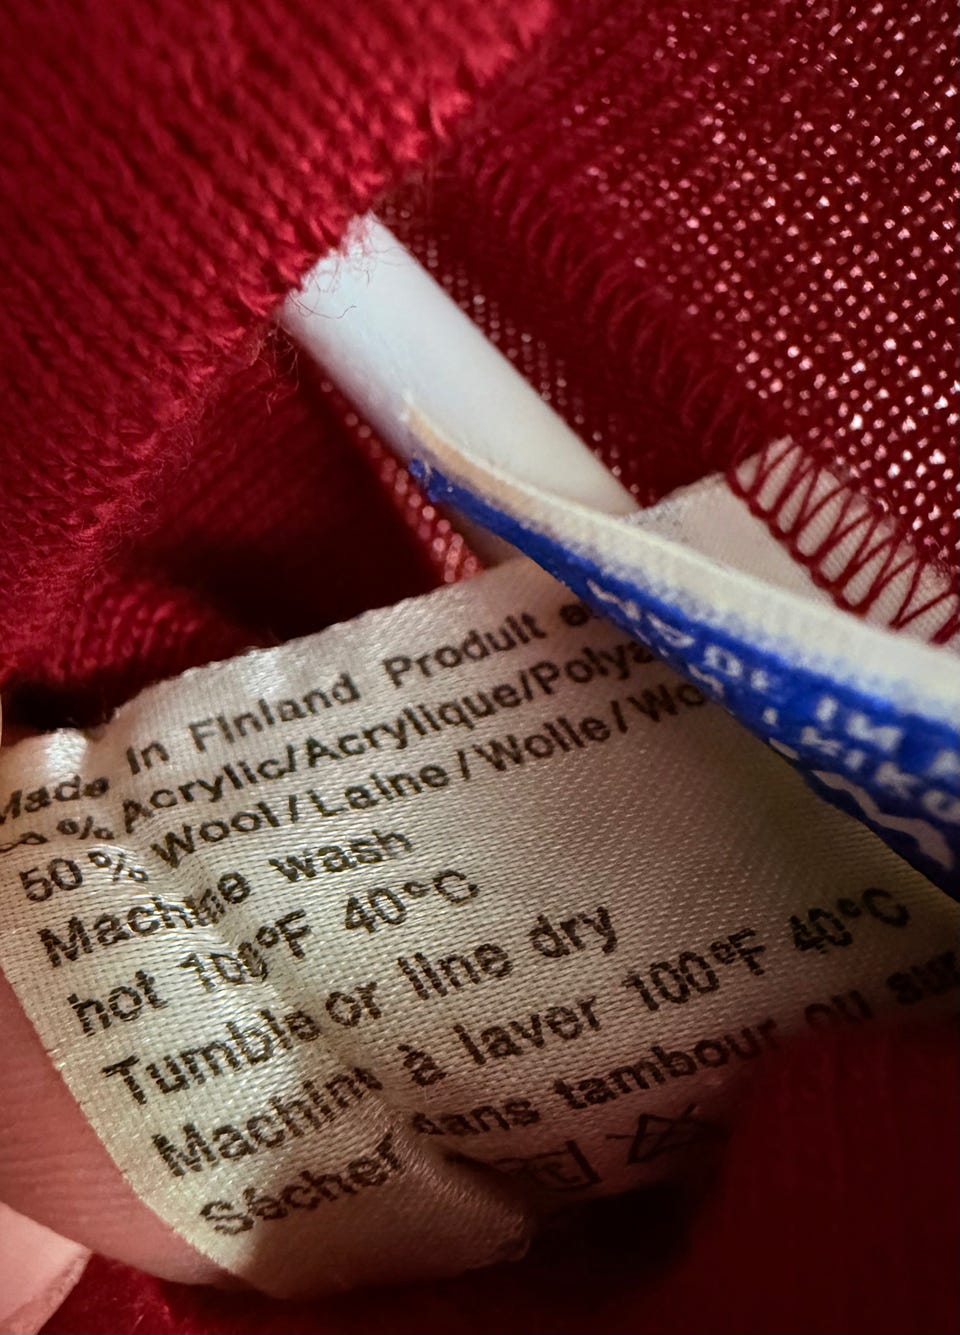 Made in Finland Produit
% Acrylic/Acrylique/Polya
50% Wool/Laine/Wolle/Wo
Machine wash
hot 100°F 40°C
Tumble or line dry
Machine à laver 100°F 40°C
Sécher dans tambour ou sur